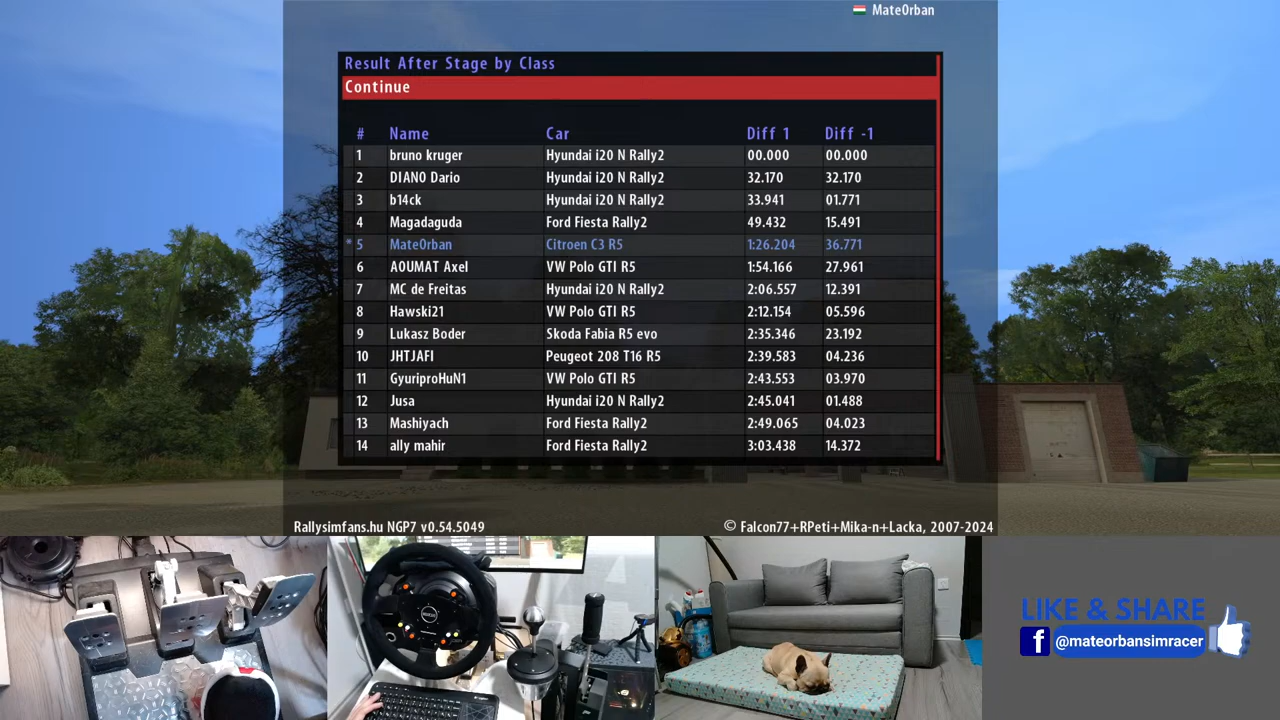 MateOrban
Result After Stage by Class
Continue
# Name Car Diff 1 Diff -1
1 bruno kruger Hyundai i20 N Rally2 00.000 00.000
2 DIANO Dario Hyundai i20 N Rally2 32.170 32.170
3 b14ck Hyundai i20 N Rally2 33.941 01.771
4 Magadaguda Ford Fiesta Rally2 49.432 15.491
* 5 MateOrban Citroen C3 R5 1:26.204 36.771
6 AOUMAT Axel VW Polo GTI R5 1:54.166 27.961
7 MC de Freitas Hyundai i20 N Rally2 2:06.557 12.391
8 Hawski21 VW Polo GTI R5 2:12.154 05.596
9 Lukasz Boder Skoda Fabia R5 evo 2:35.346 23.192
10 JHTJAFI Peugeot 208 T16 R5 2:39.583 04.236
11 GyuriproHuN1 VW Polo GTI R5 2:43.553 03.970
12 Jusa Hyundai i20 N Rally2 2:45.041 01.488
13 Mashiyach Ford Fiesta Rally2 2:49.065 04.023
14 ally mahir Ford Fiesta Rally2 3:03.438 14.372
Rallysimfans.hu NGP7 v0.54.5049
© Falcon77+RPeti+Mika-n+Lacka, 2007-2024
LIKE & SHARE
f @mateorbansimracer